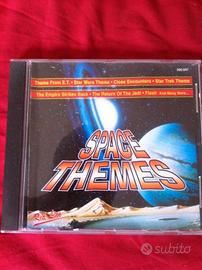 Theme From E.T. • Star Wars Theme • Close Encounters • Star Trek Theme
The Empire Strikes Back • The Return Of The Jedi • Flash And Many More...
SPACE
THEMES
subito